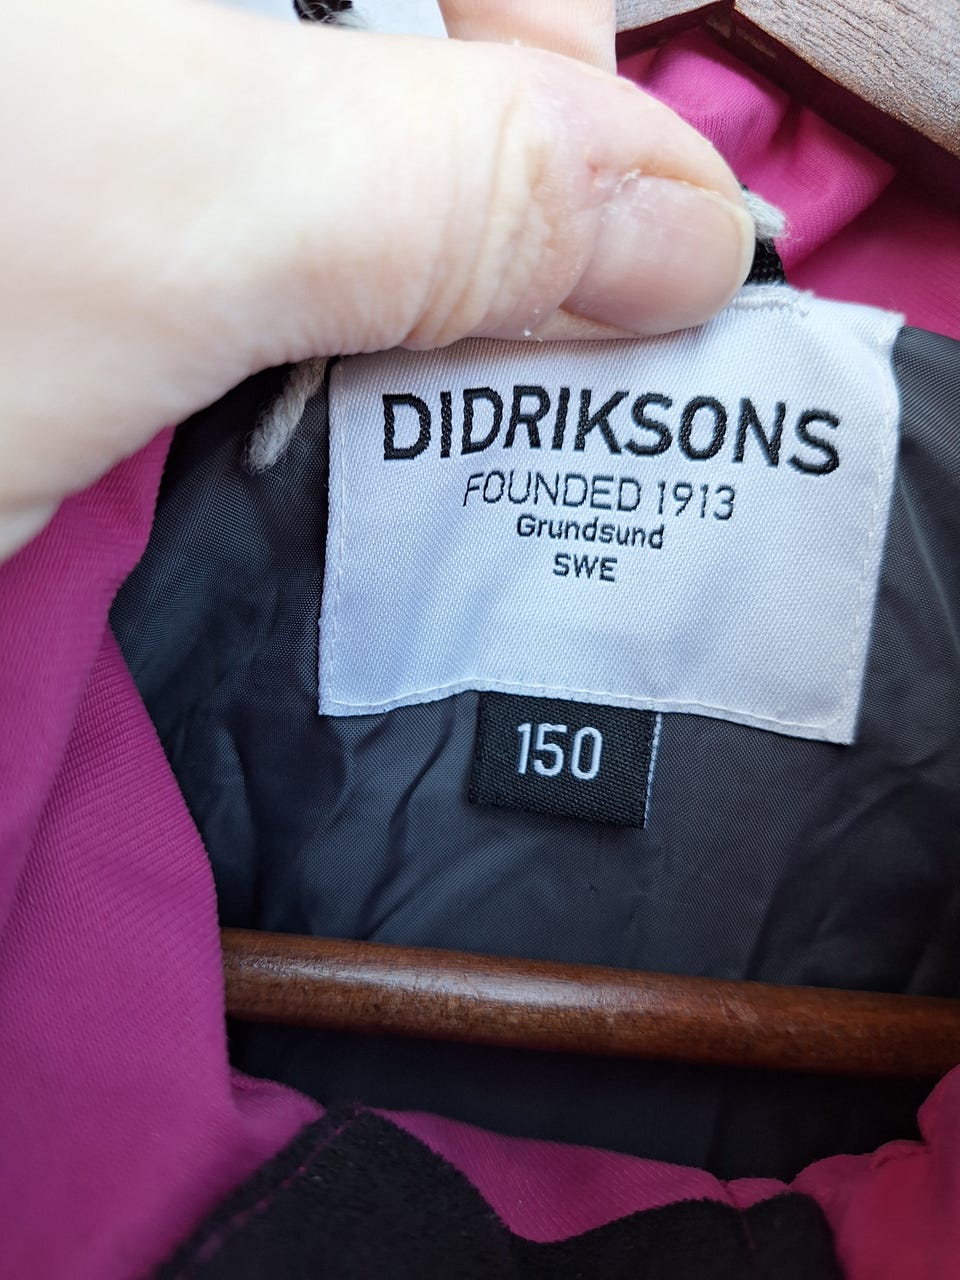 DIDRIKSONS
FOUNDED 1913
Grundsund
SWE
150